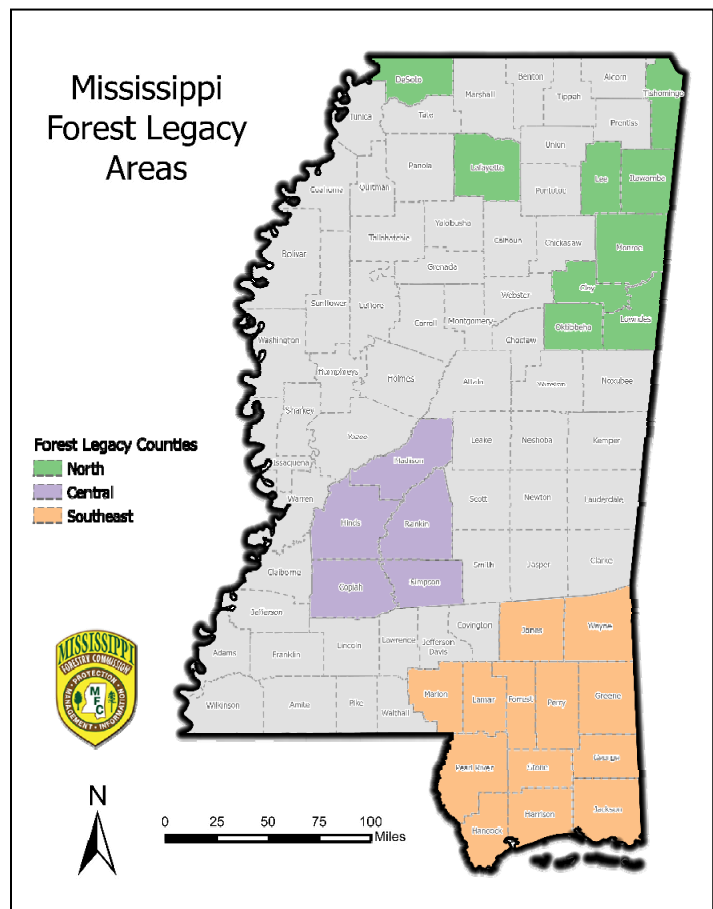 Mississippi
Forest Legacy
Areas
DeSoto
Benton
Alcorn
Tippah
Marshall
Tishomingo
Tunica
Tate
Prentiss
Union
Panola
Lafayette
Lee
Itawamba
Coahoma
Quitman
Pontotoc
Yalobusha
Tallahatchie
Calhoun
Chickasaw
Monroe
Bolivar
Grenada
Clay
Webster
Sunflower
Leflore
Carroll
Montgomery
Lowndes
Oktibbeha
Washington
Choctaw
Humphreys
Holmes
Attala
Winston
Noxubee
Sharkey
Yazoo
Leake
Neshoba
Kemper
Forest Legacy Counties
North
Central
Southeast
Issaquena
Madison
Warren
Scott
Newton
Lauderdale
Hinds
Rankin
Claiborne
Smith
Jasper
Clarke
Copiah
Simpson
Jefferson
Covington
Jones
Wayne
Adams
Franklin
Lincoln
Lawrence
Jefferson
Davis
Wilkinson
Amite
Pike
Walthall
Marion
Lamar
Forrest
Perry
Greene
Pearl River
Stone
George
Hancock
Harrison
Jackson
MISSISSIPPI
FORESTRY COMMISSION
PROTECTION
MANAGEMENT
INFORMATION
MFC
N
0 25 50 75 100
Miles